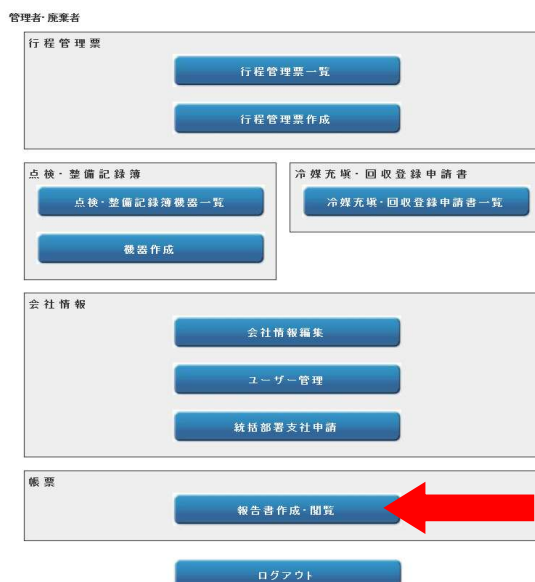 管理者・廃棄者
行程管理票
行程管理票一覧
行程管理票作成
点検・整備記録簿
点検・整備記録簿機器一覧
機器作成
冷媒充塡・回収登録申請書
冷媒充塡・回収登録申請書一覧
会社情報
会社情報編集
ユーザー管理
統括部署支社申請
帳票
報告書作成・閲覧
ログアウト